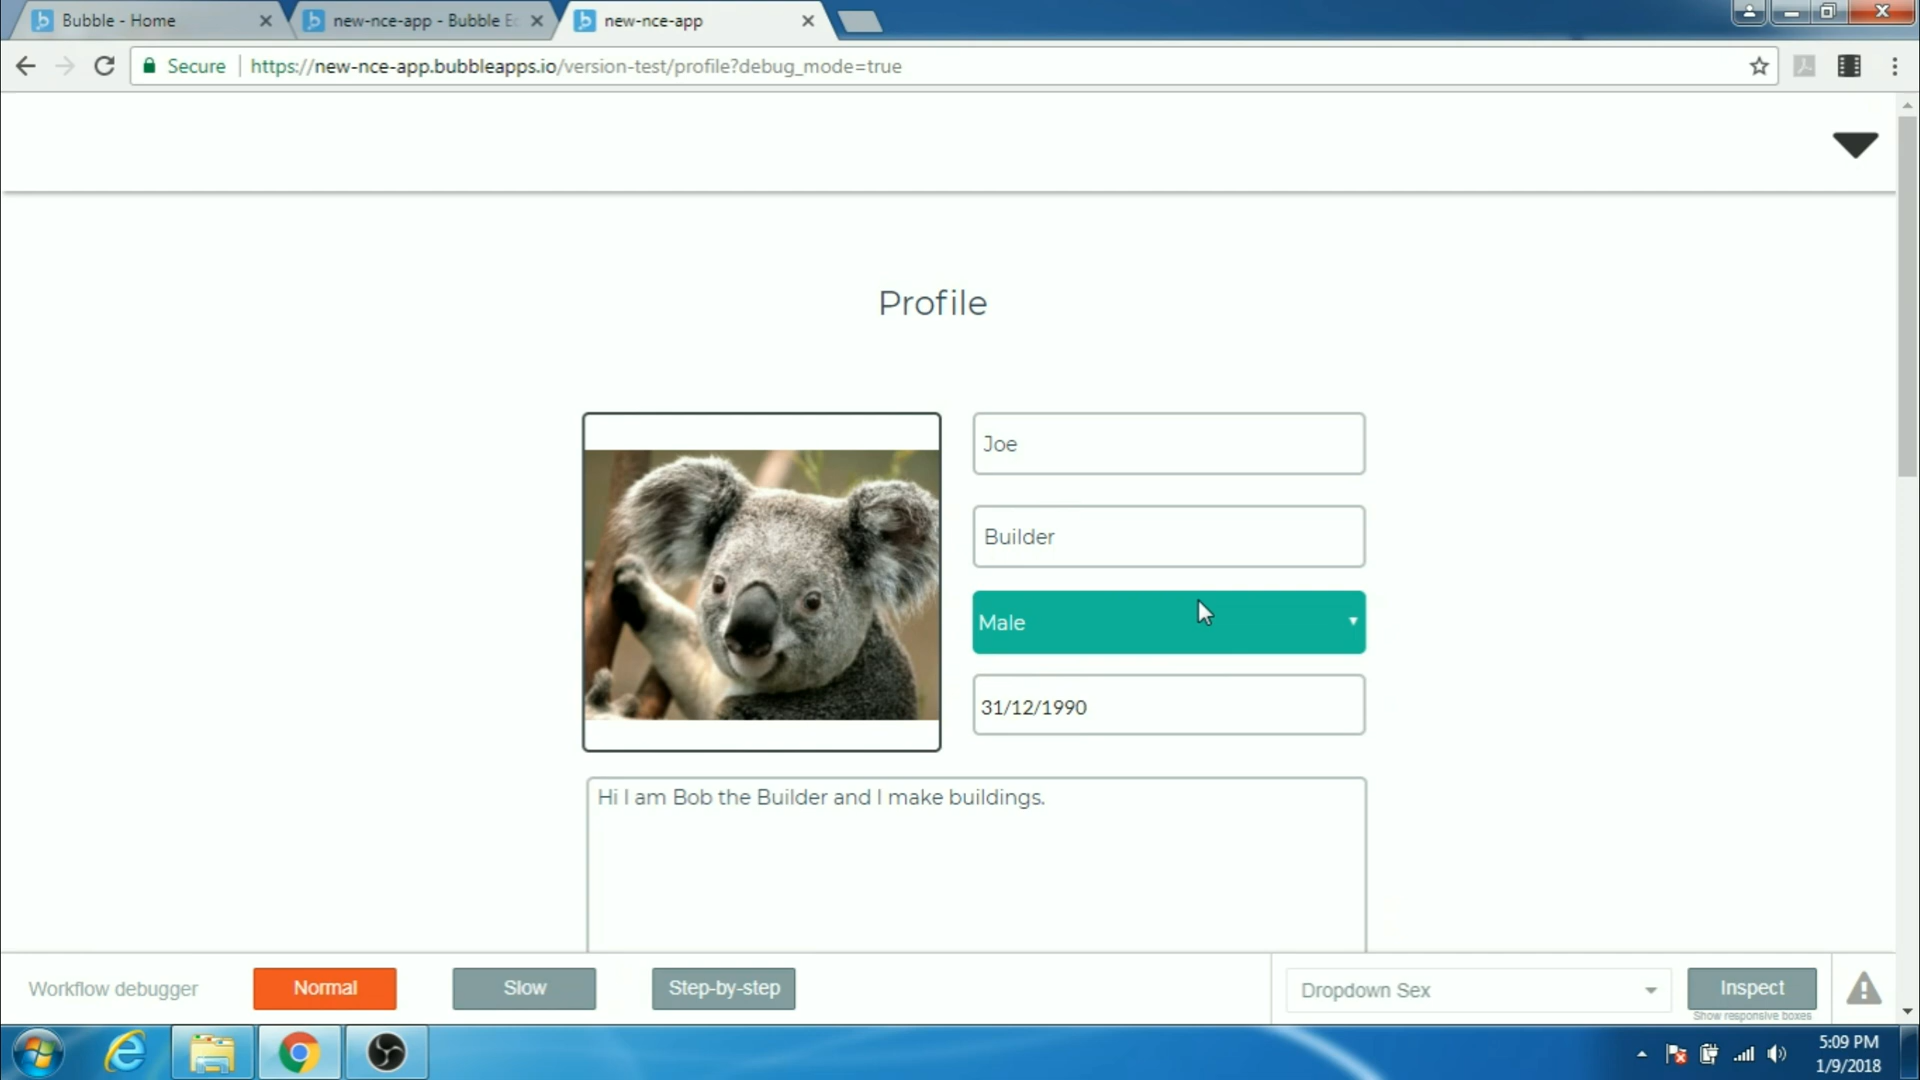 Bubble - Home
new-nce-app - Bubble E
new-nce-app
Secure
https://new-nce-app.bubbleapps.io/version-test/profile?debug_mode=true
Profile
Joe
Builder
Male
31/12/1990
Hi I am Bob the Builder and I make buildings.
Workflow debugger
Normal
Slow
Step-by-step
Dropdown Sex
Inspect
Show responsive boxes
5:09 PM
1/9/2018